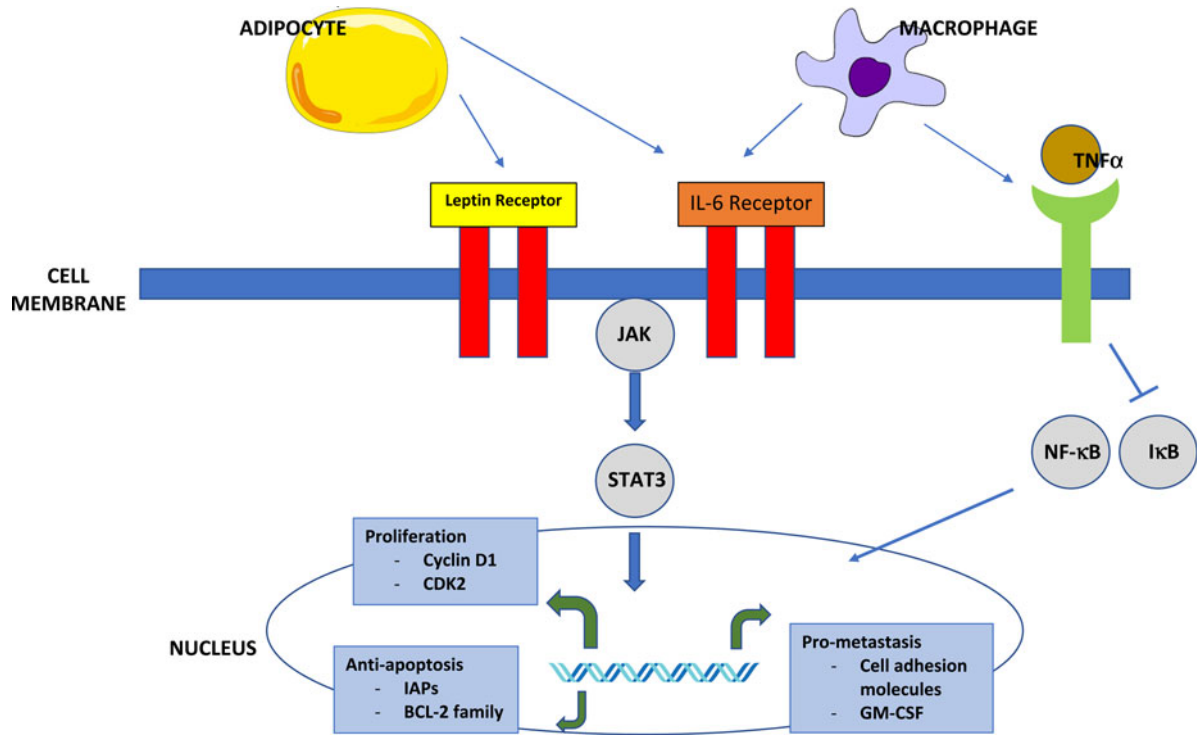 ADIPOCYTE
MACROPHAGE
TNFα
Leptin Receptor
IL-6 Receptor
CELL
MEMBRANE
JAK
NF-κB
IκB
STAT3
Proliferation
- Cyclin D1
- CDK2
NUCLEUS
Anti-apoptosis
- IAPs
- BCL-2 family
Pro-metastasis
- Cell adhesion
molecules
- GM-CSF